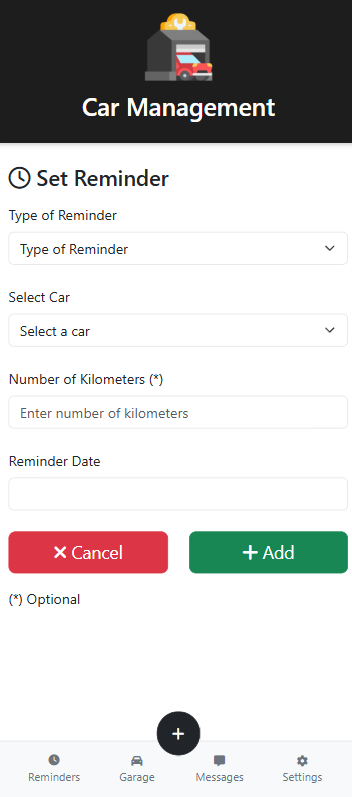 Car Management
Set Reminder
Type of Reminder
Type of Reminder
Select Car
Select a car
Number of Kilometers (*)
Enter number of kilometers
Reminder Date
Cancel
Add
(*) Optional
Reminders
Garage
Messages
Settings